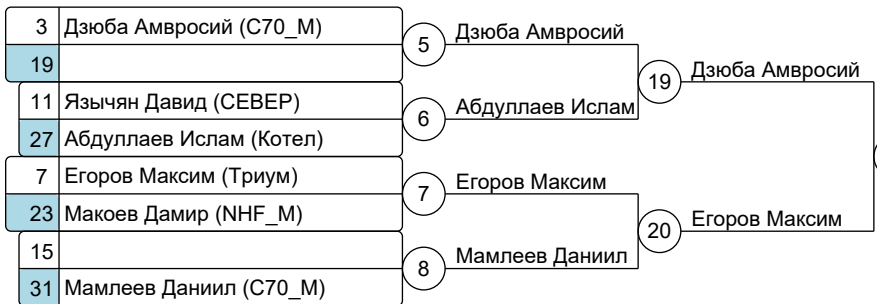 3 Дзюба Амвросий (C70_M)
19
11 Язычян Давид (СЕВЕР)
27 Абдуллаев Ислам (Котел)
7 Егоров Максим (Триум)
23 Макоев Дамир (NHF_M)
15
31 Мамлеев Даниил (C70_M)
5 Дзюба Амвросий
6 Абдуллаев Ислам
7 Егоров Максим
8 Мамлеев Даниил
19 Дзюба Амвросий
20 Егоров Максим